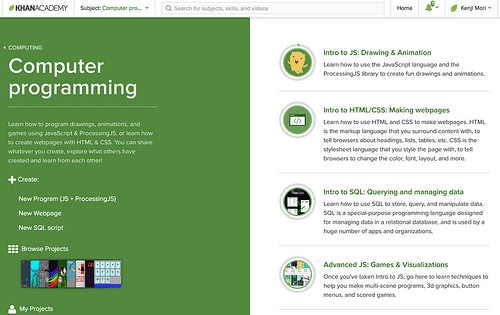 KHANACADEMY
Subject: Computer pro...
Search for subjects, skills, and videos
Home
Kenji Mori
COMPUTING
Computer
programming
Learn how to program drawings, animations, and
games using JavaScript & ProcessingJS, or learn how
to create webpages with HTML & CSS. You can share
whatever you create, explore what others have
created and learn from each other!
Create:
New Program (JS + ProcessingJS)
New Webpage
New SQL script
Browse Projects
My Projects
Intro to JS: Drawing & Animation
Learn how to use the JavaScript language and the
ProcessingJS library to create fun drawings and animations.
Intro to HTML/CSS: Making webpages
Learn how to use HTML and CSS to make webpages. HTML
is the markup language that you surround content with, to
tell browsers about headings, lists, tables, etc. CSS is the
stylesheet language that you style the page with, to tell
browsers to change the color, font, layout, and more.
Intro to SQL: Querying and managing data
Learn how to use SQL to store, query, and manipulate data.
SQL is a special-purpose programming language designed
for managing data in a relational database, and is used by a
huge number of apps and organizations.
Advanced JS: Games & Visualizations
Once you've taken Intro to JS, go here to learn techniques to
help you make multi-scene programs, 3d graphics, button
menus, and scored games.